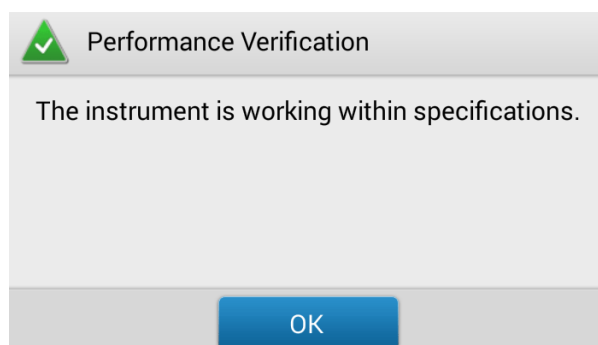 Performance Verification
The instrument is working within specifications.
OK